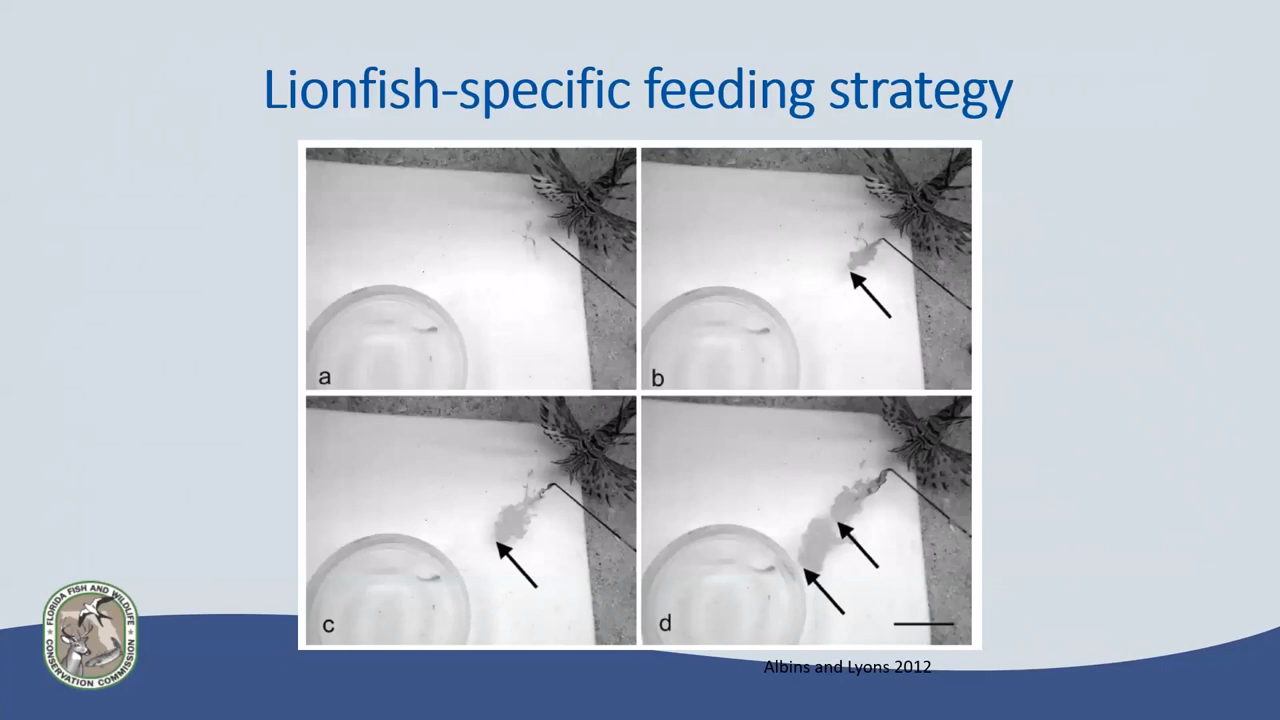 Lionfish-specific feeding strategy
a
b
c
d
Albins and Lyons 2012
FLORIDA FISH AND WILDLIFE
CONSERVATION COMMISSION